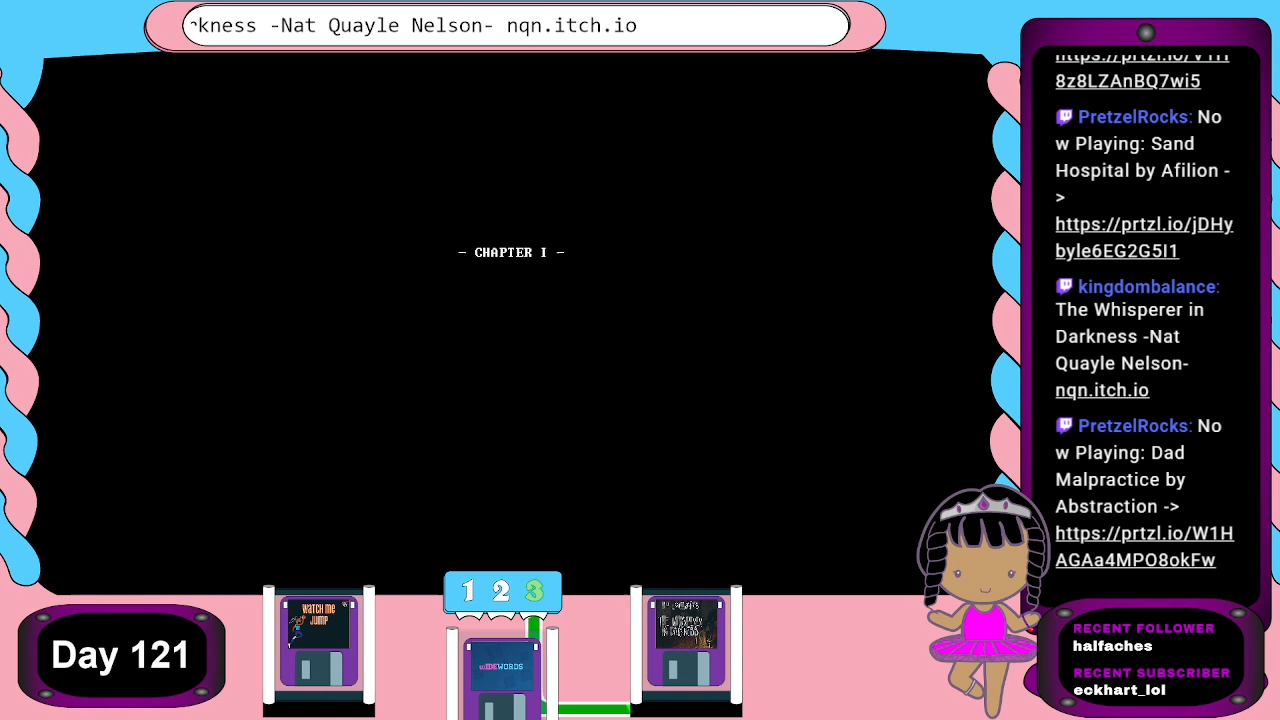 kness -Nat Quayle Nelson- nqn.itch.io
- CHAPTER I -
8z8LZAnBQ7wi5
PretzelRocks: No
w Playing: Sand
Hospital by Afilion -
>
https://prtzl.io/jDHy
byle6EG2G5I1
kingdombalance:
The Whisperer in
Darkness -Nat
Quayle Nelson-
nqn.itch.io
PretzelRocks: No
w Playing: Dad
Malpractice by
Abstraction ->
https://prtzl.io/W1H
AGAa4MPO8okFw
1 2 3
WATCH ME
JUMP
WORDS
Day 121
RECENT FOLLOWER
halfaches
RECENT SUBSCRIBER
eckhart_lol